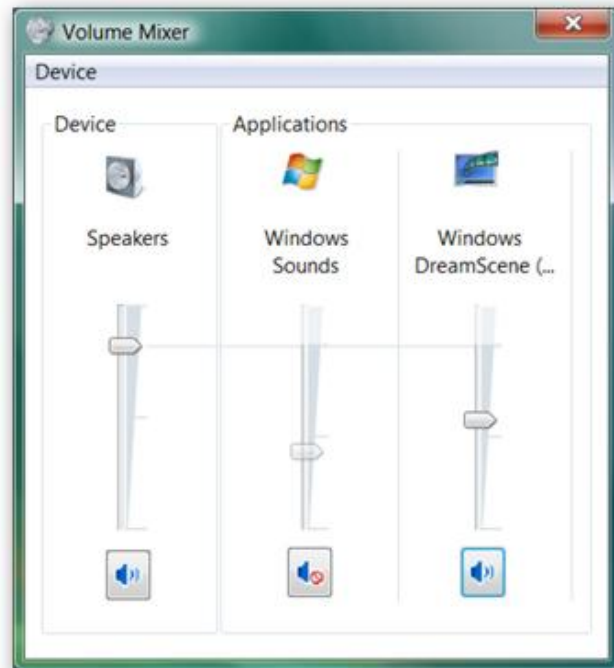 Volume Mixer
Device
Device
Applications
Speakers
Windows
Sounds
Windows
DreamScene (...